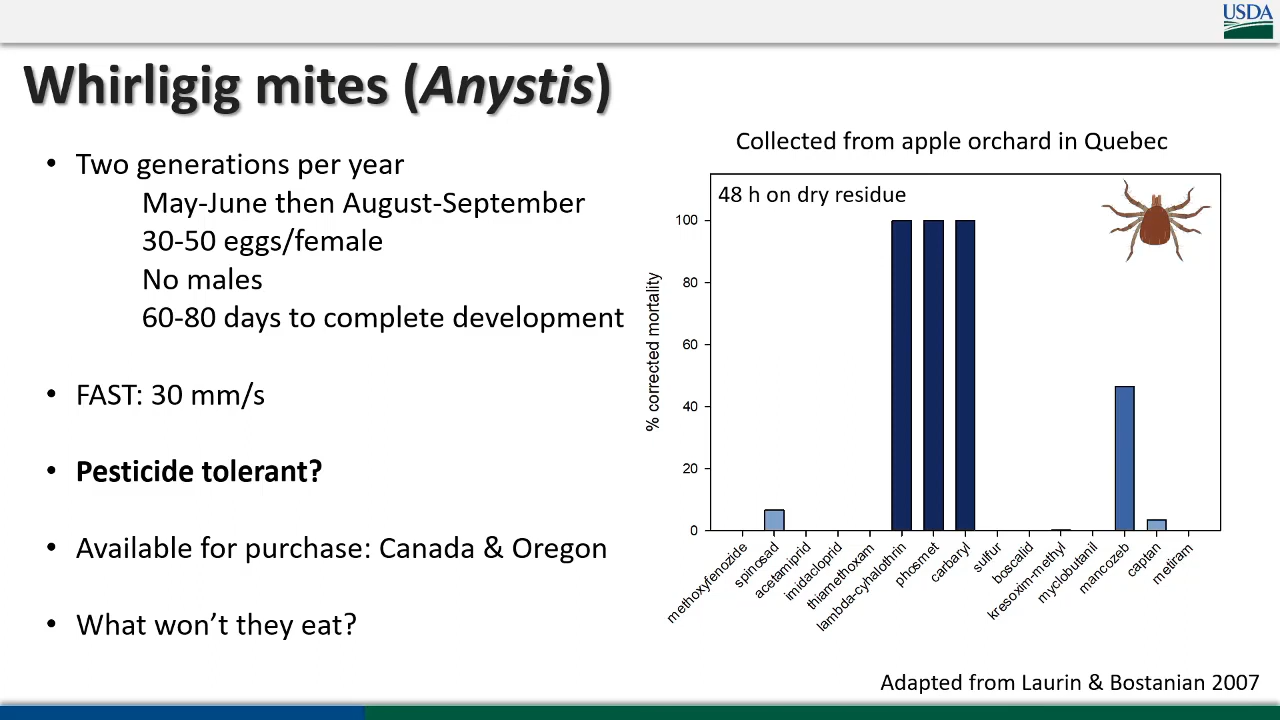 USDA
Whirligig mites (Anystis)
• Two generations per year
May-June then August-September
30-50 eggs/female
No males
60-80 days to complete development
• FAST: 30 mm/s
• Pesticide tolerant?
• Available for purchase: Canada & Oregon
• What won’t they eat?
Collected from apple orchard in Quebec
48 h on dry residue
% corrected mortality
100
80
60
40
20
0
methoxyfenozide
spinosad
acetamiprid
imidacloprid
thiamethoxam
lambda-cyhalothrin
phosmet
carbaryl
sulfur
boscalid
kresoxim-methyl
myclobutanil
mancozeb
captan
metiram
Adapted from Laurin & Bostanian 2007